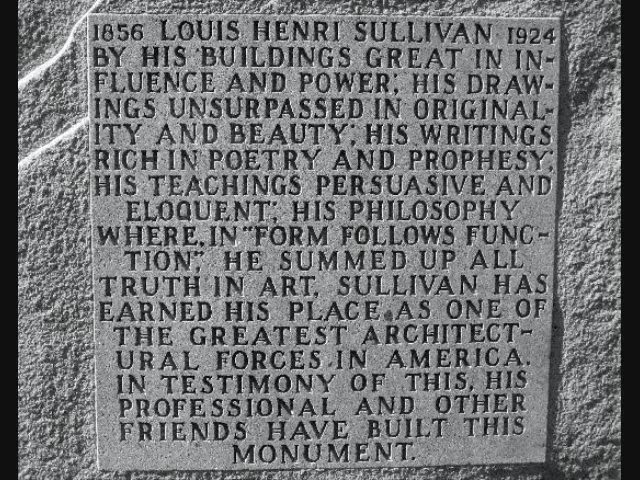 1856 LOUIS HENRI SULLIVAN 1924
BY HIS BUILDINGS GREAT IN IN-
FLUENCE AND POWER; HIS DRAW-
INGS UNSURPASSED IN ORIGINAL-
ITY AND BEAUTY; HIS WRITINGS
RICH IN POETRY AND PROPHESY;
HIS TEACHINGS PERSUASIVE AND
ELOQUENT; HIS PHILOSOPHY
WHERE, IN "FORM FOLLOWS FUNC-
TION", HE SUMMED UP ALL
TRUTH IN ART, SULLIVAN HAS
EARNED HIS PLACE AS ONE OF
THE GREATEST ARCHITECT-
URAL FORCES IN AMERICA.
IN TESTIMONY OF THIS, HIS
PROFESSIONAL AND OTHER
FRIENDS HAVE BUILT THIS
MONUMENT.